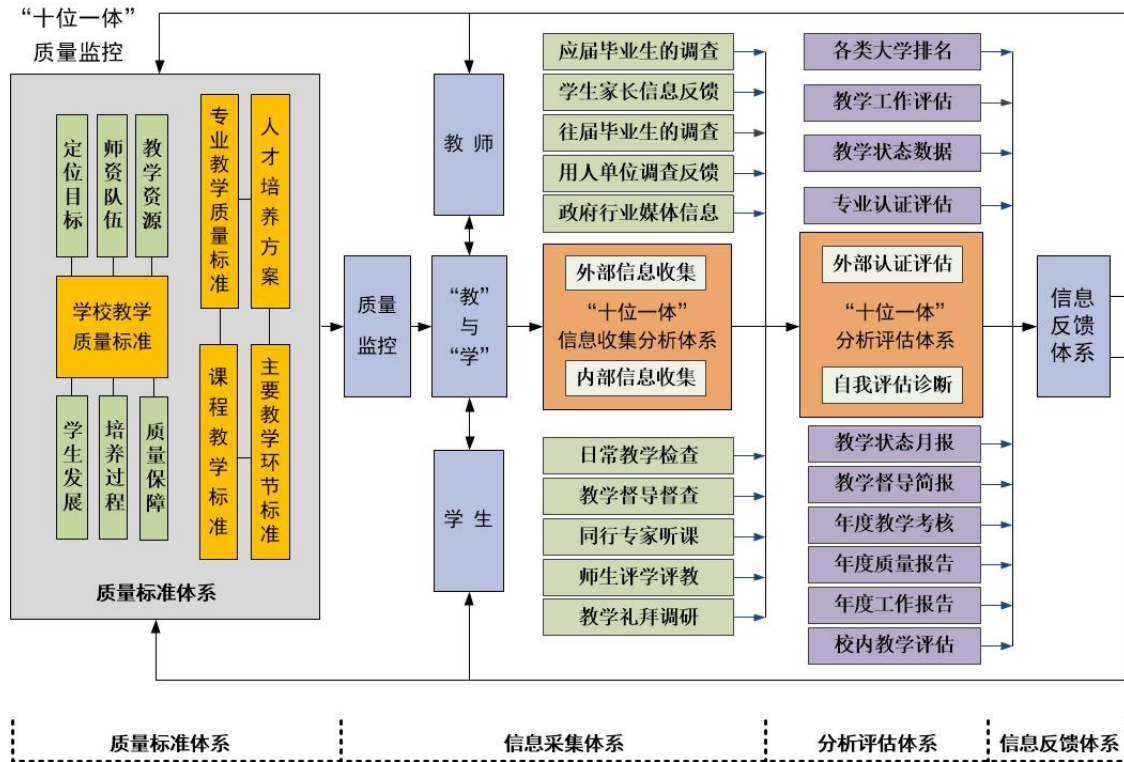 “十位一体”
质量监控
定位目标
师资队伍
教学资源
学校教学
质量标准
学生发展
培养过程
质量保障
专业教学质量标准
人才培养方案
课程教学标准
主要教学环节标准
质量标准体系
质量
监控
教师
“教”
与
“学”
学生
应届毕业生的调查
学生家长信息反馈
往届毕业生的调查
用人单位调查反馈
政府行业媒体信息
外部信息收集
“十位一体”
信息收集分析体系
内部信息收集
日常教学检查
教学督导督查
同行专家听课
师生评学评教
教学礼拜调研
各类大学排名
教学工作评估
教学状态数据
专业认证评估
外部认证评估
“十位一体”
分析评估体系
自我评估诊断
教学状态月报
教学督导简报
年度教学考核
年度质量报告
年度工作报告
校内教学评估
信息
反馈
体系
质量标准体系
信息采集体系
分析评估体系
信息反馈体系